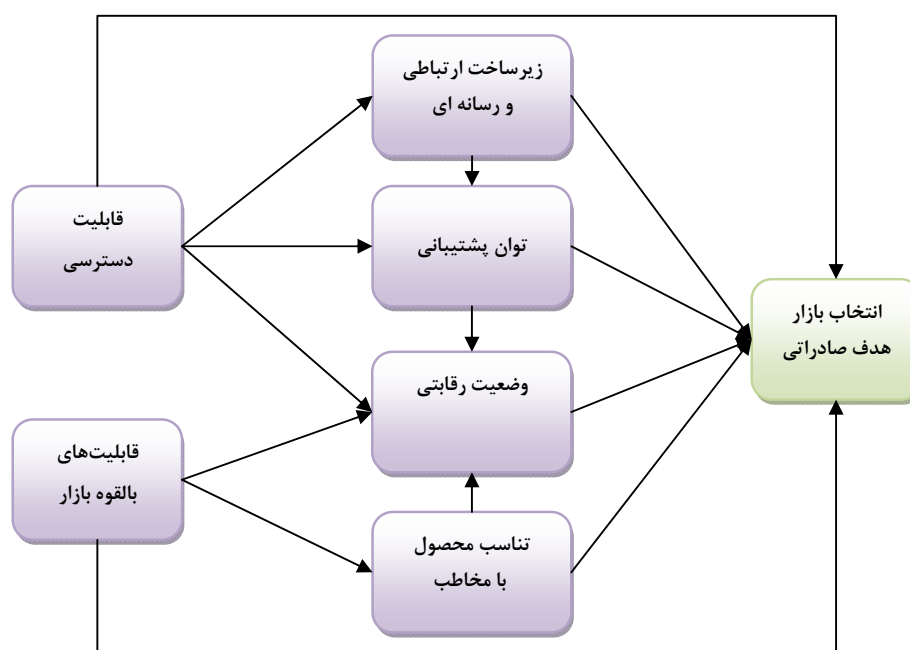 زیرساخت ارتباطی
و رسانه ای
قابلیت
دسترسی
توان پشتیبانی
انتخاب بازار
هدف صادراتی
وضعیت رقابتی
قابلیت‌های
بالقوه بازار
تناسب محصول
با مخاطب